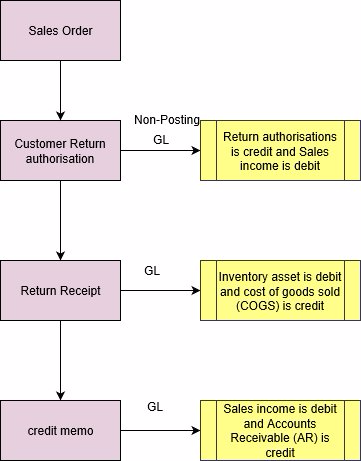 Sales Order
Customer Return
authorisation
Non-Posting
GL
Return authorisations
is credit and Sales
income is debit
Return Receipt
GL
Inventory asset is debit
and cost of goods sold
(COGS) is credit
credit memo
GL
Sales income is debit
and Accounts
Receivable (AR) is
credit